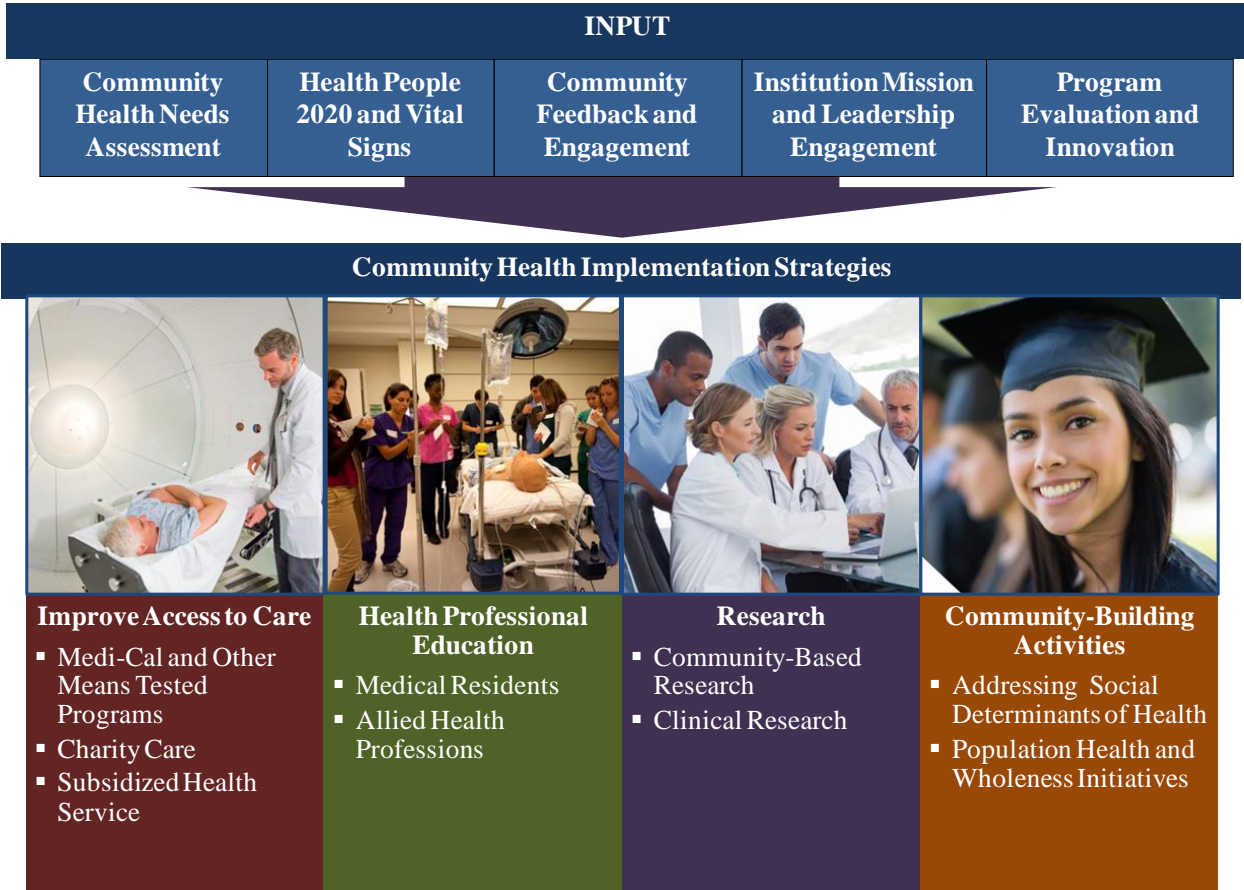 INPUT
Community
Health Needs
Assessment
Health People
2020 and Vital
Signs
Community
Feedback and
Engagement
Institution Mission
and Leadership
Engagement
Program
Evaluation and
Innovation
Community Health Implementation Strategies
Improve Access to Care
▪ Medi-Cal and Other
Means Tested
Programs
▪ Charity Care
▪ Subsidized Health
Service
Health Professional
Education
▪ Medical Residents
▪ Allied Health
Professions
Research
▪ Community-Based
Research
▪ Clinical Research
Community-Building
Activities
▪ Addressing Social
Determinants of Health
▪ Population Health and
Wholeness Initiatives